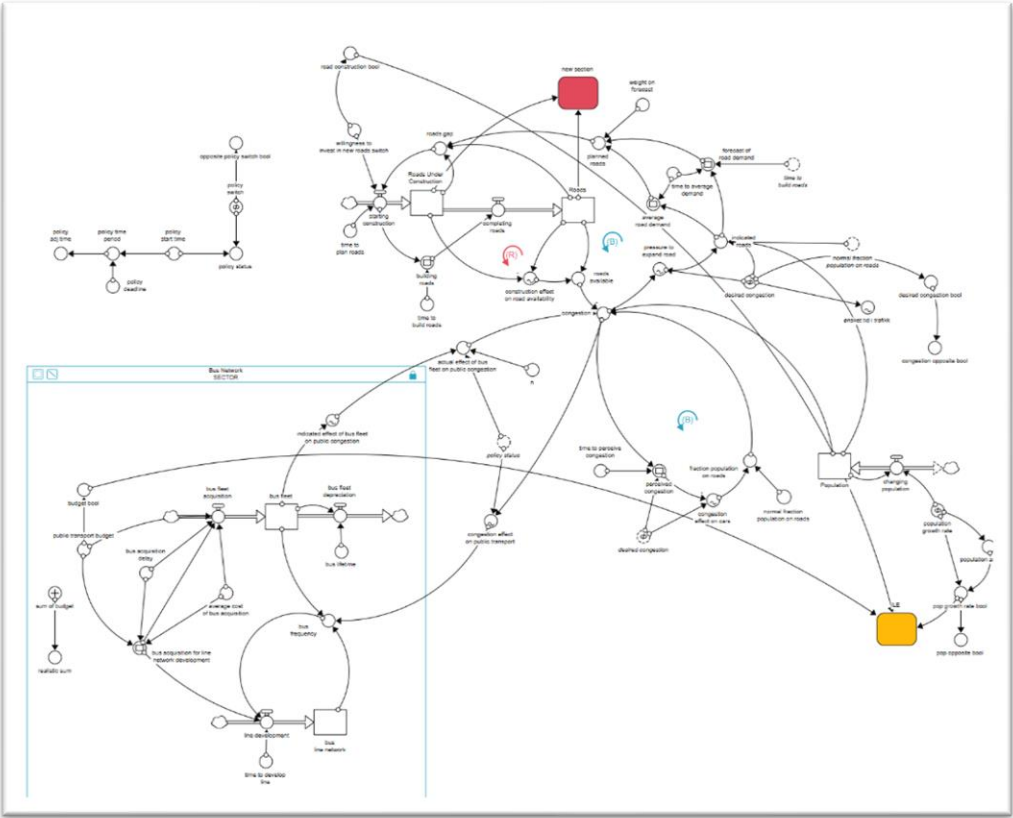 road construction bool
new section
weight on
forecast
opposite policy switch bool
willingness to
invest in new roads switch
roads gap
planned
roads
forecast of
road demand
time to
build roads
policy
switch
Roads Under
Construction
Roads
time to average
demand
starting
construction
completing
roads
average
road demand
policy
adj time
policy time
period
policy
start time
policy status
time to
plan roads
(R)
(B)
pressure to
expand road
indicated
roads
normal fraction
population on roads
policy
deadline
building
roads
construction effect
on road availability
roads
available
desired congestion
desired congestion bool
time to
build roads
congestion
congestion opposite bool
actual effect of bus
fleet on public congestion
Bus Network
SECTOR
(B)
indicated effect of bus fleet
on public congestion
policy status
time to perceive
congestion
fraction population
on roads
perceived
congestion
congestion
effect on cars
normal fraction
population on roads
Population
changing
population
population
growth rate
budget bool
bus fleet
acquisition
bus fleet
bus fleet
depreciation
public transport budget
bus acquisition
delay
bus lifetime
congestion effect
on public transport
desired congestion
sum of budget
average cost
of bus acquisition
pop growth rate bool
bus
frequency
realistic sum
bus acquisition for line
network development
pop opposite bool
line development
line network
time to develop
line